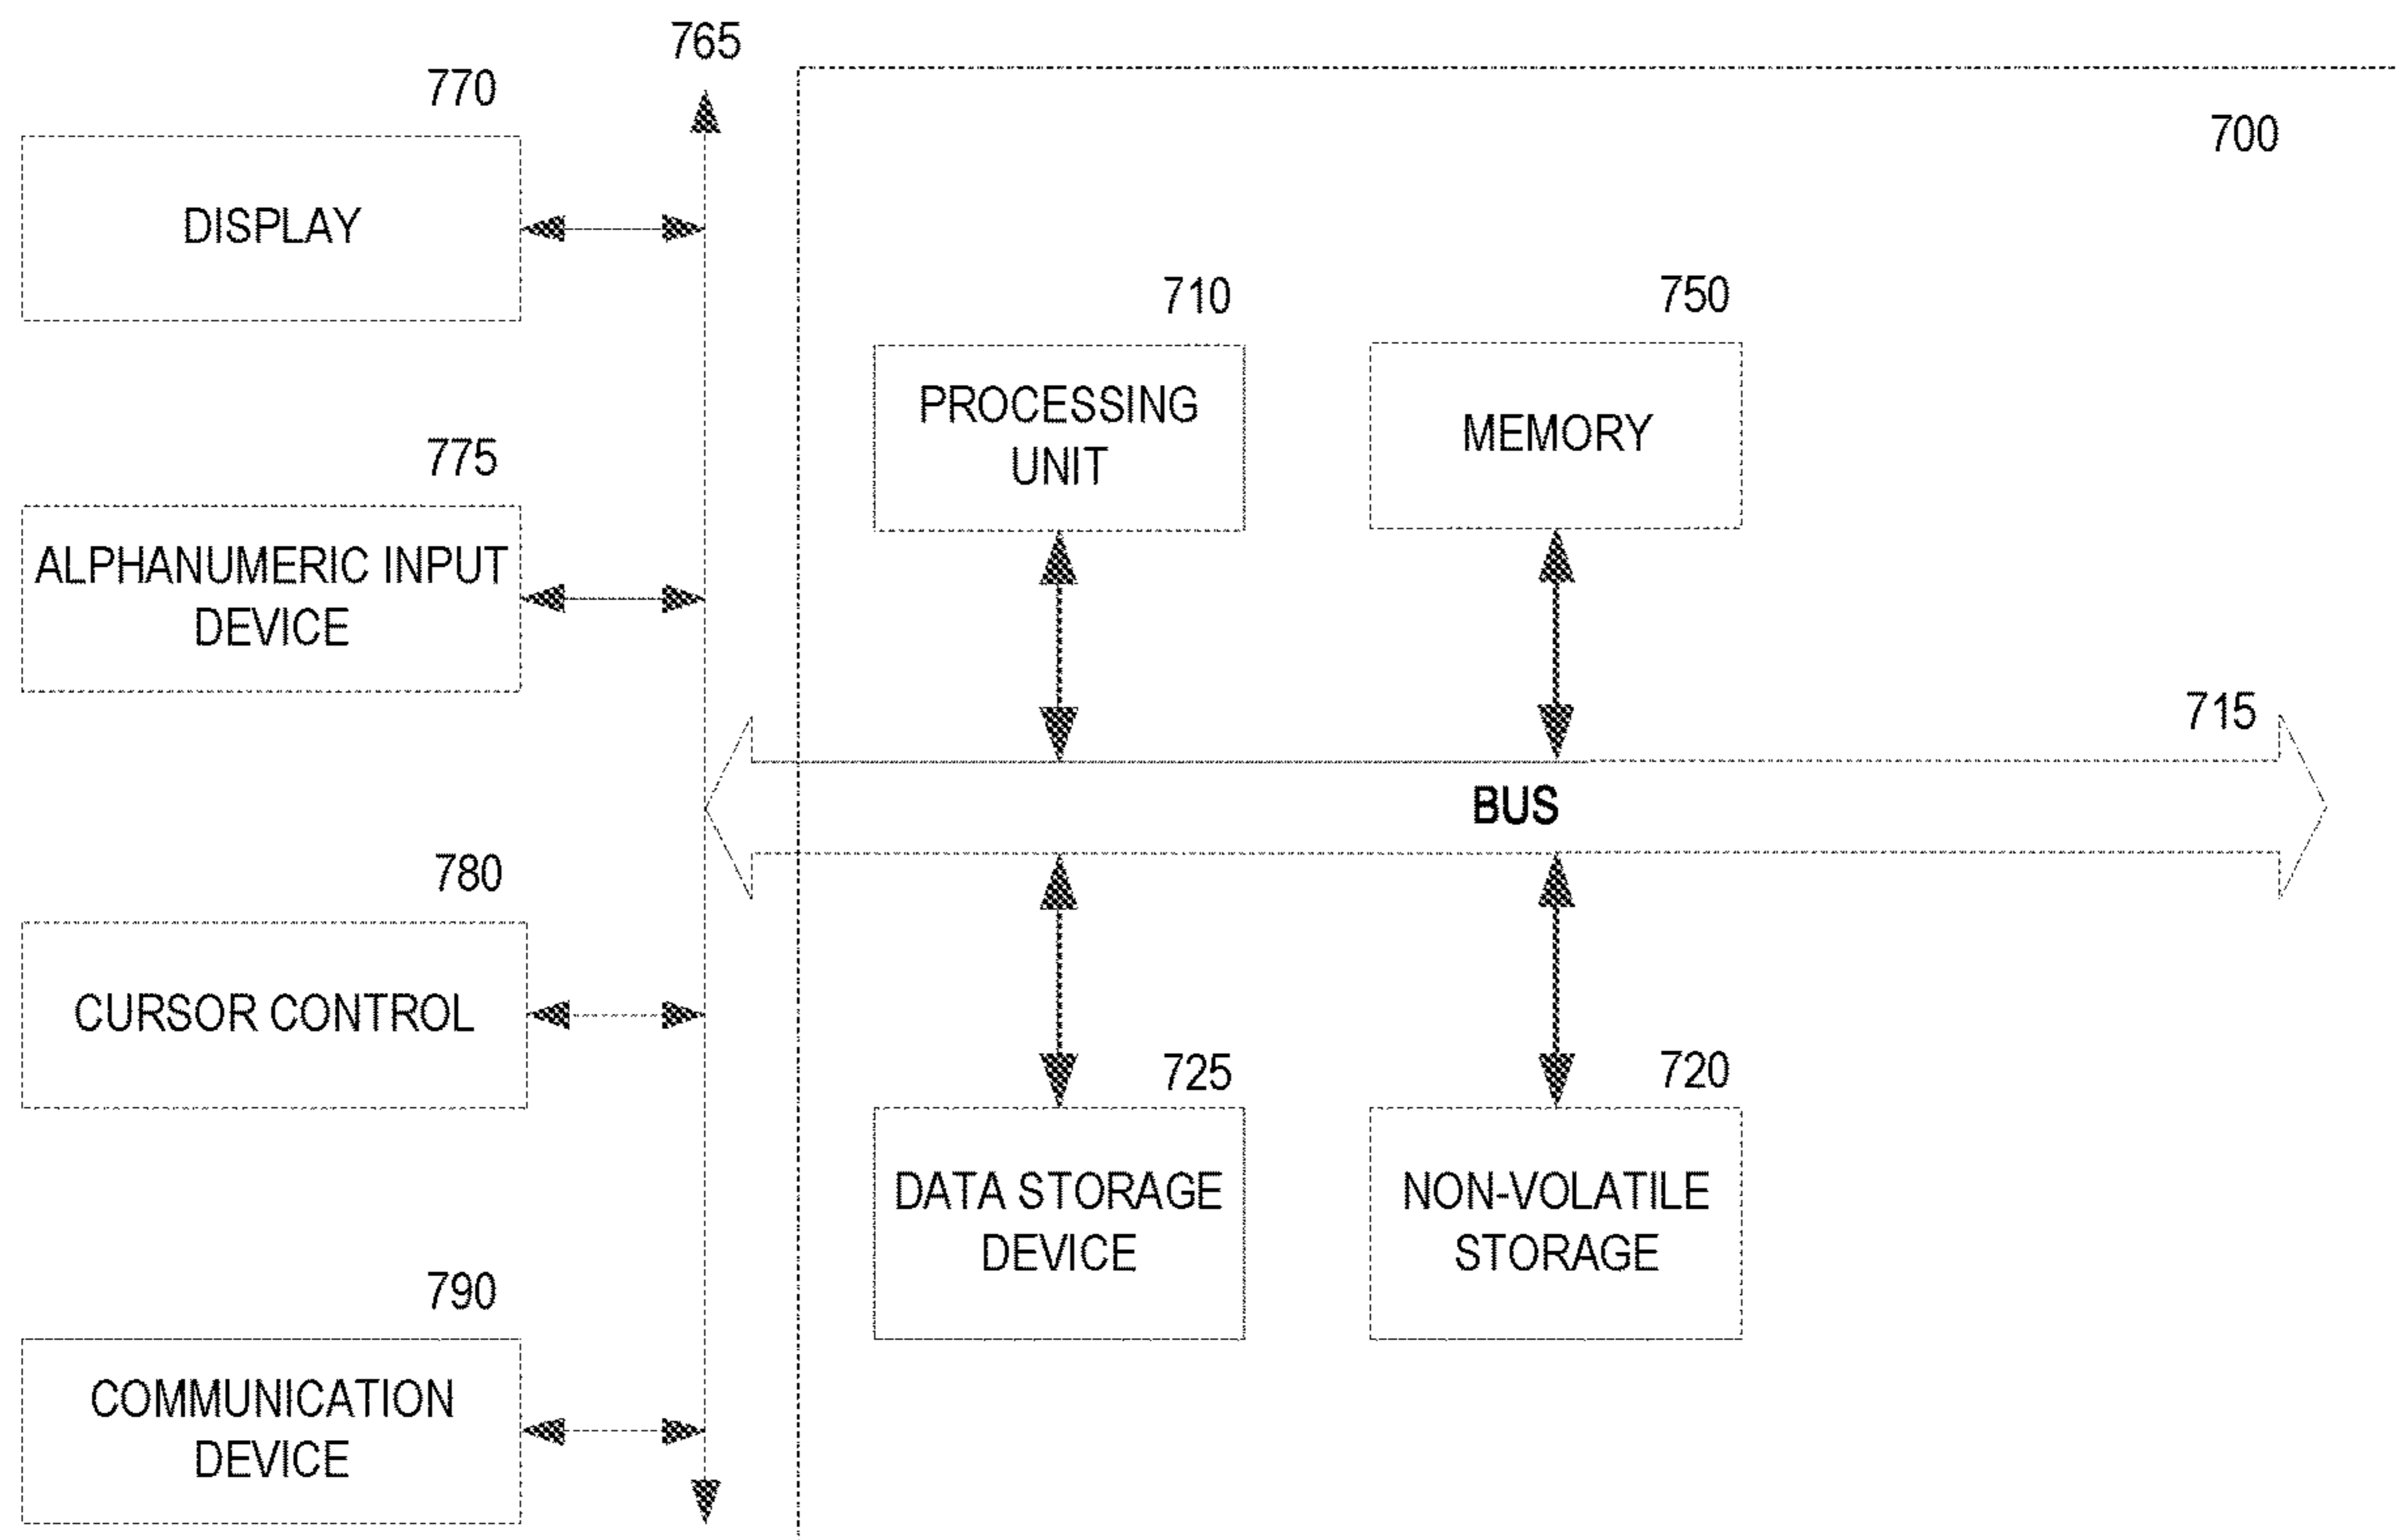 765
770
700
DISPLAY
710
750
PROCESSING
UNIT
MEMORY
775
ALPHANUMERIC INPUT
DEVICE
715
BUS
780
CURSOR CONTROL
725
720
DATA STORAGE
DEVICE
NON-VOLATILE
STORAGE
790
COMMUNICATION
DEVICE